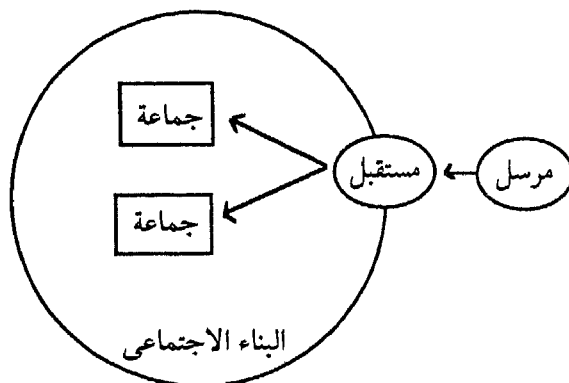 جماعة
مرسل
مستقبل
جماعة
البناء الاجتماعى